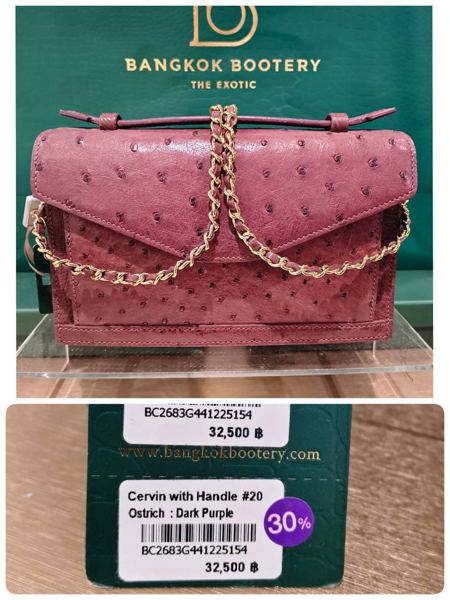 BANGKOK BOOTERY
THE EXOTIC
BC2683G441225154
32,500 ฿
www.bangkokbootery.com
Cervin with Handle #20
Ostrich : Dark Purple
30%
BC2683G441225154
32,500 ฿